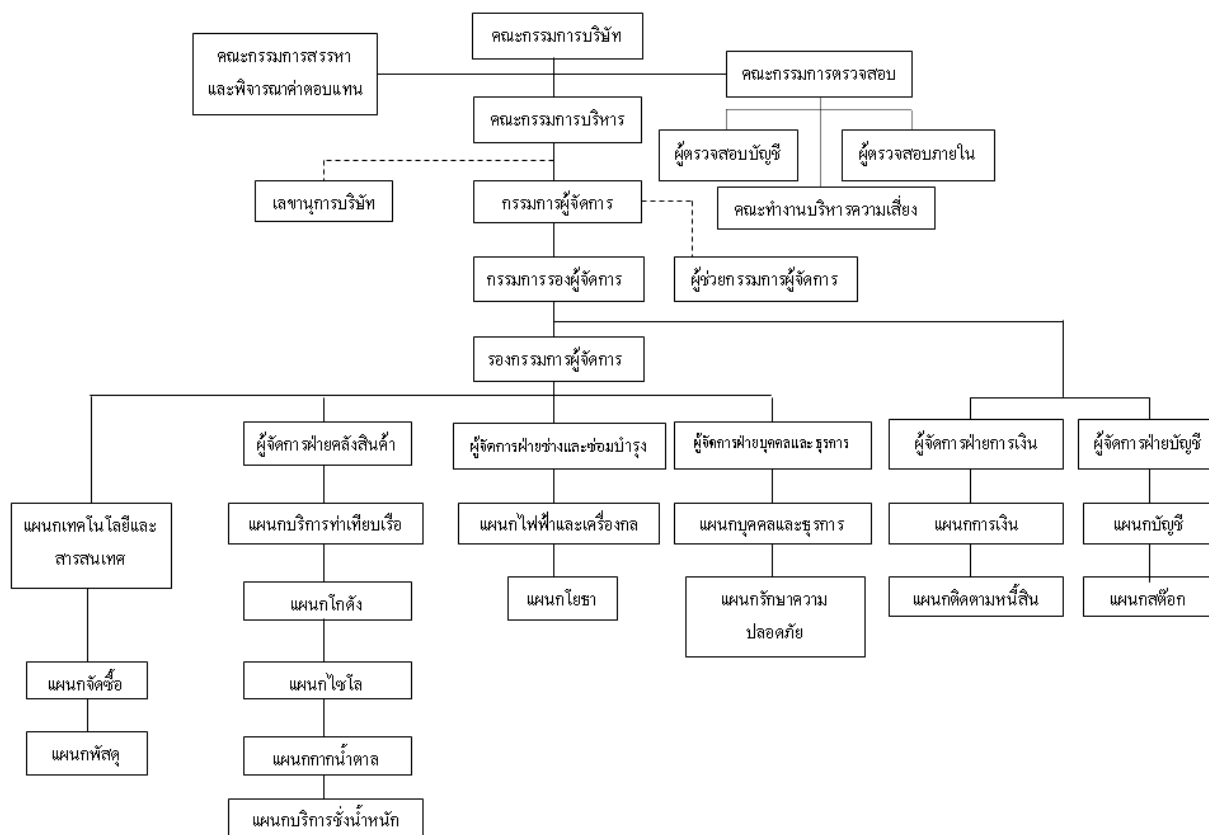 คณะกรรมการบริษัท
คณะกรรมการสรรหา
และพิจารณาค่าตอบแทน
คณะกรรมการตรวจสอบ
คณะกรรมการบริหาร
ผู้ตรวจสอบบัญชี
ผู้ตรวจสอบภายใน
เลขานุการบริษัท
กรรมการผู้จัดการ
คณะทำงานบริหารความเสี่ยง
กรรมการรองผู้จัดการ
ผู้ช่วยกรรมการผู้จัดการ
รองกรรมการผู้จัดการ
ผู้จัดการฝ่ายคลังสินค้า
ผู้จัดการฝ่ายช่างและซ่อมบำรุง
ผู้จัดการฝ่ายบุคคลและธุรการ
ผู้จัดการฝ่ายการเงิน
ผู้จัดการฝ่ายบัญชี
แผนกเทคโนโลยีและ
สารสนเทศ
แผนกบริการท่าเทียบเรือ
แผนกไฟฟ้าและเครื่องกล
แผนกบุคคลและธุรการ
แผนกการเงิน
แผนกบัญชี
แผนกโกดัง
แผนกโยธา
แผนกรักษาความ
ปลอดภัย
แผนกติดตามหนี้สิน
แผนกสต๊อก
แผนกจัดซื้อ
แผนกไซโล
แผนกพัสดุ
แผนกกากน้ำตาล
แผนกบริการชั่งน้ำหนัก